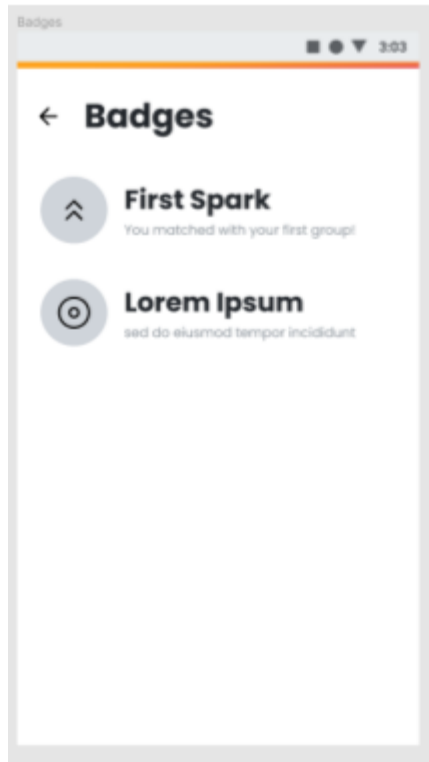 Badges
3:03
Badges
First Spark
You matched with your first group!
Lorem Ipsum
sed do eiusmod tempor incididunt